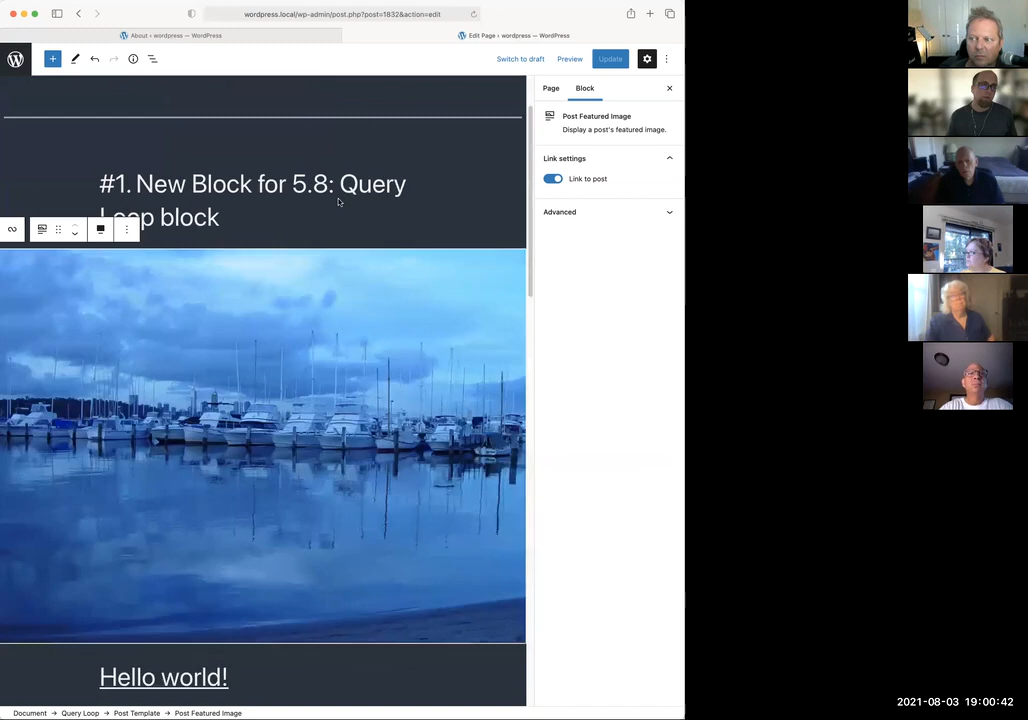 wordpress.local/wp-admin/post.php?post=1832&action=edit
About ‹ wordpress — WordPress
Edit Page ‹ wordpress — WordPress
Switch to draft
Preview
Update
Page
Block
Post Featured Image
Display a post's featured image.
Link settings
Link to post
Advanced
#1. New Block for 5.8: Query
Loop block
Hello world!
Document → Query Loop → Post Template → Post Featured Image
2021-08-03 19:00:42